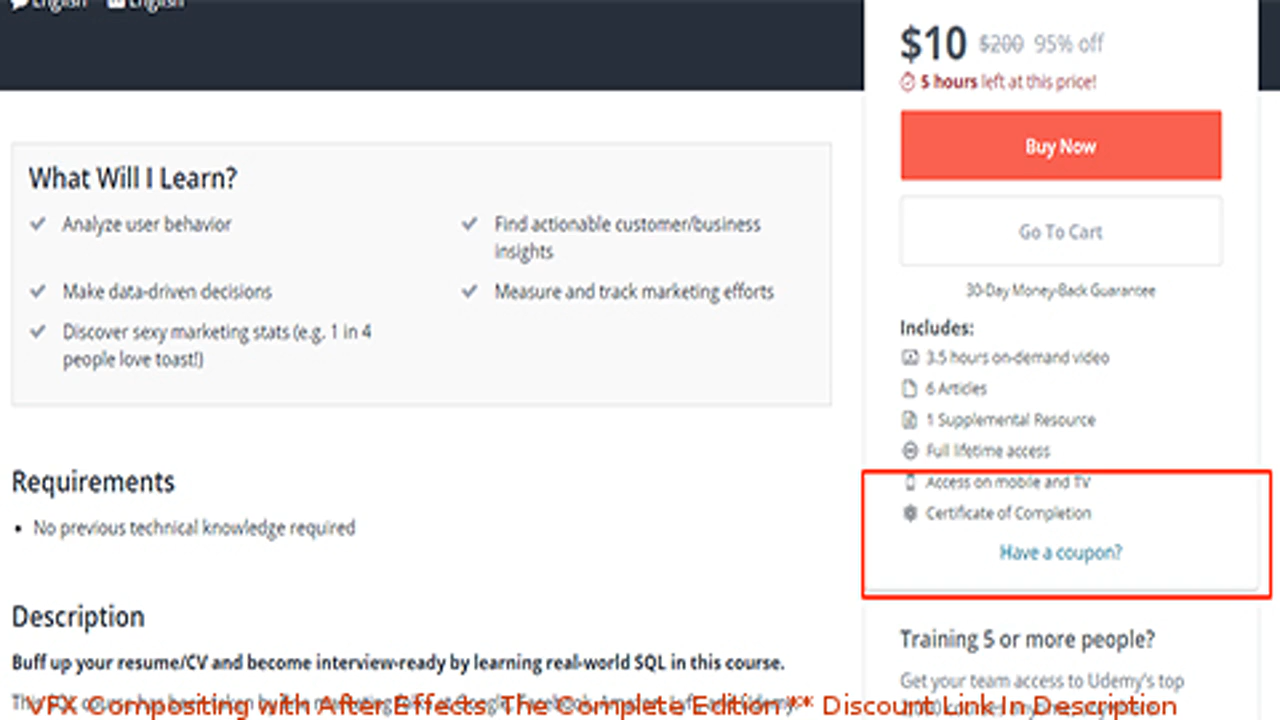 English English
$10 $200 95% off
5 hours left at this price!
Buy Now
Go To Cart
30-Day Money-Back Guarantee
Includes:
3.5 hours on-demand video
6 Articles
1 Supplemental Resource
Full lifetime access
Access on mobile and TV
Certificate of Completion
Have a coupon?
Training 5 or more people?
Get your team access to Udemy's top
What Will I Learn?
Analyze user behavior
Find actionable customer/business
insights
Make data-driven decisions
Measure and track marketing efforts
Discover sexy marketing stats (e.g. 1 in 4
people love toast!)
Requirements
• No previous technical knowledge required
Description
Buff up your resume/CV and become interview-ready by learning real-world SQL in this course.
VFX Compositing with After Effects: The Complete Edition ** Discount Link In Description